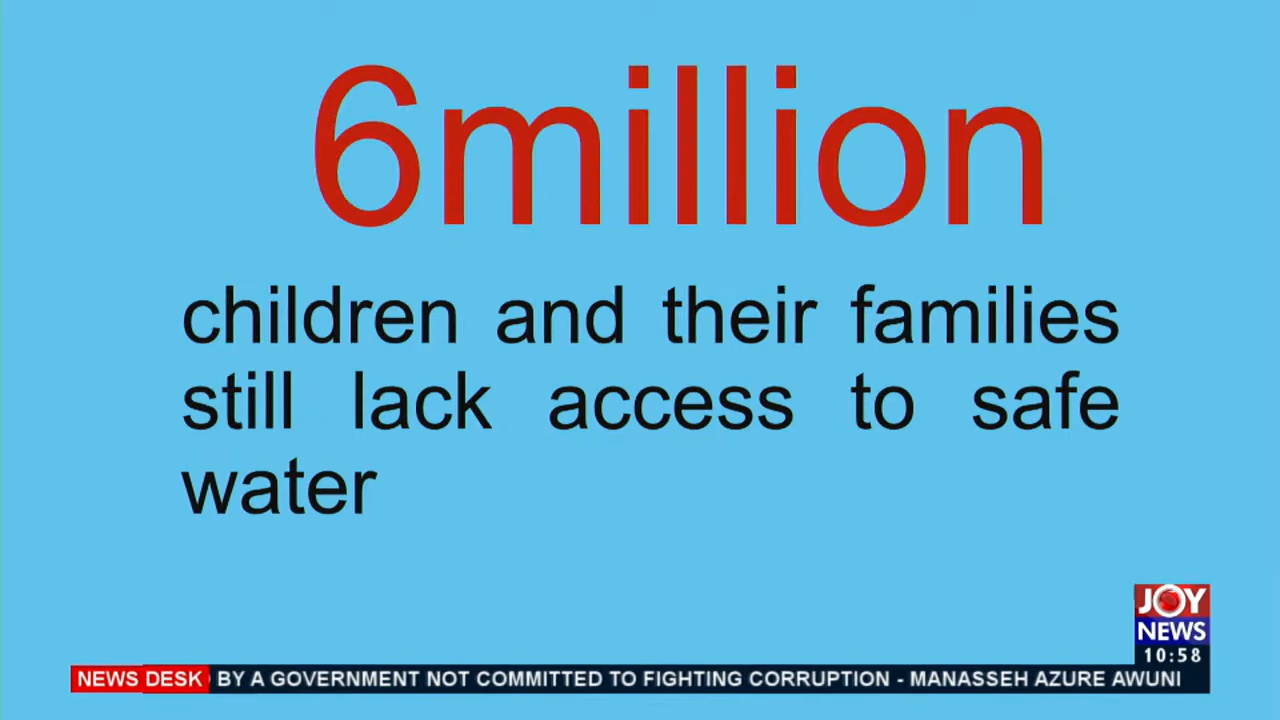 6million
children and their families
still lack access to safe
water
JOY
NEWS
10:58
NEWS DESK BY A GOVERNMENT NOT COMMITTED TO FIGHTING CORRUPTION - MANASSEH AZURE AWUNI